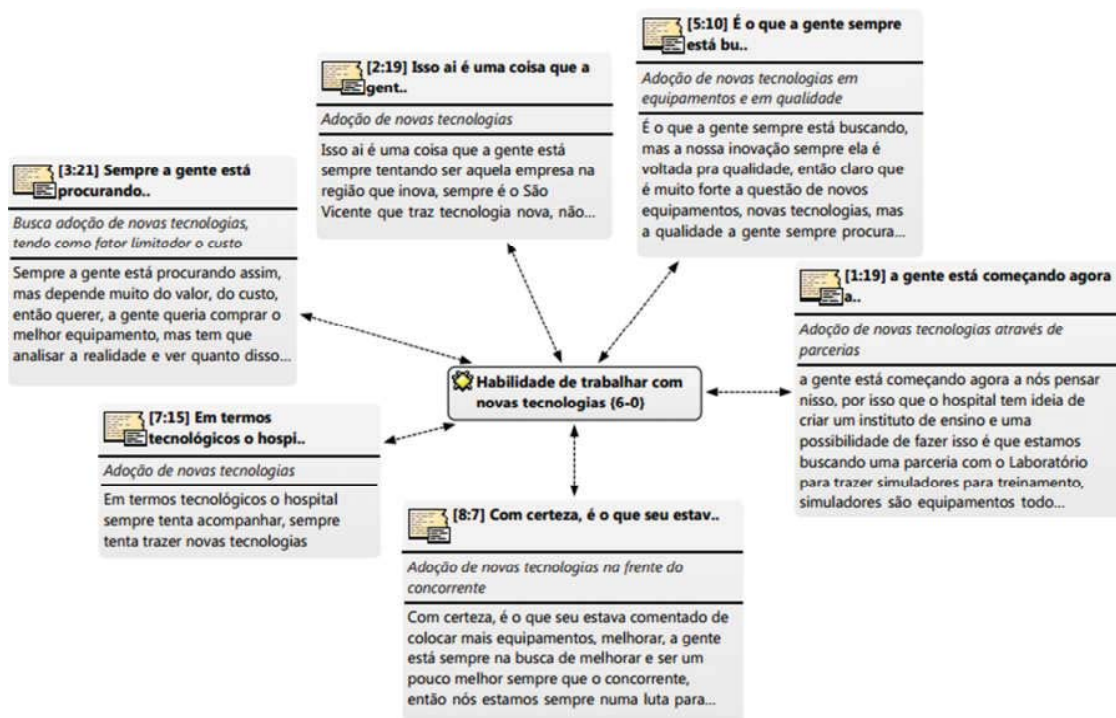 [5:10] É o que a gente sempre
está bu..
Adoção de novas tecnologias em
equipamentos e em qualidade
É o que a gente sempre está buscando,
mas a nossa inovação sempre ela é
voltada pra qualidade, então claro que
é muito forte a questão de novos
equipamentos, novas tecnologias, mas
a qualidade a gente sempre procura...
[2:19] Isso ai é uma coisa que a
gent..
Adoção de novas tecnologias
Isso ai é uma coisa que a gente está
sempre tentando ser aquela empresa na
região que inova, sempre é o São
Vicente que traz tecnologia nova, não...
[3:21] Sempre a gente está
procurando..
Busca adoção de novas tecnologias,
tendo como fator limitador o custo
Sempre a gente está procurando assim,
mas depende muito do valor, do custo,
então querer, a gente queria comprar o
melhor equipamento, mas tem que
analisar a realidade e ver quanto disso...
[1:19] a gente está começando agora
a..
Adoção de novas tecnologias através de
parcerias
a gente está começando agora a nós pensar
nisso, por isso que o hospital tem ideia de
criar um instituto de ensino e uma
possibilidade de fazer isso é que estamos
buscando uma parceria com o Laboratório
para trazer simuladores para treinamento,
simuladores são equipamentos todo...
Habilidade de trabalhar com
novas tecnologias (6-0)
[7:15] Em termos
tecnológicos o hospi..
Adoção de novas tecnologias
Em termos tecnológicos o hospital
sempre tenta acompanhar, sempre
tenta trazer novas tecnologias
[8:7] Com certeza, é o que seu estav..
Adoção de novas tecnologias na frente do
concorrente
Com certeza, é o que seu estava comentado de
colocar mais equipamentos, melhorar, a gente
está sempre na busca de melhorar e ser um
pouco melhor sempre que o concorrente,
então nós estamos sempre numa luta para...